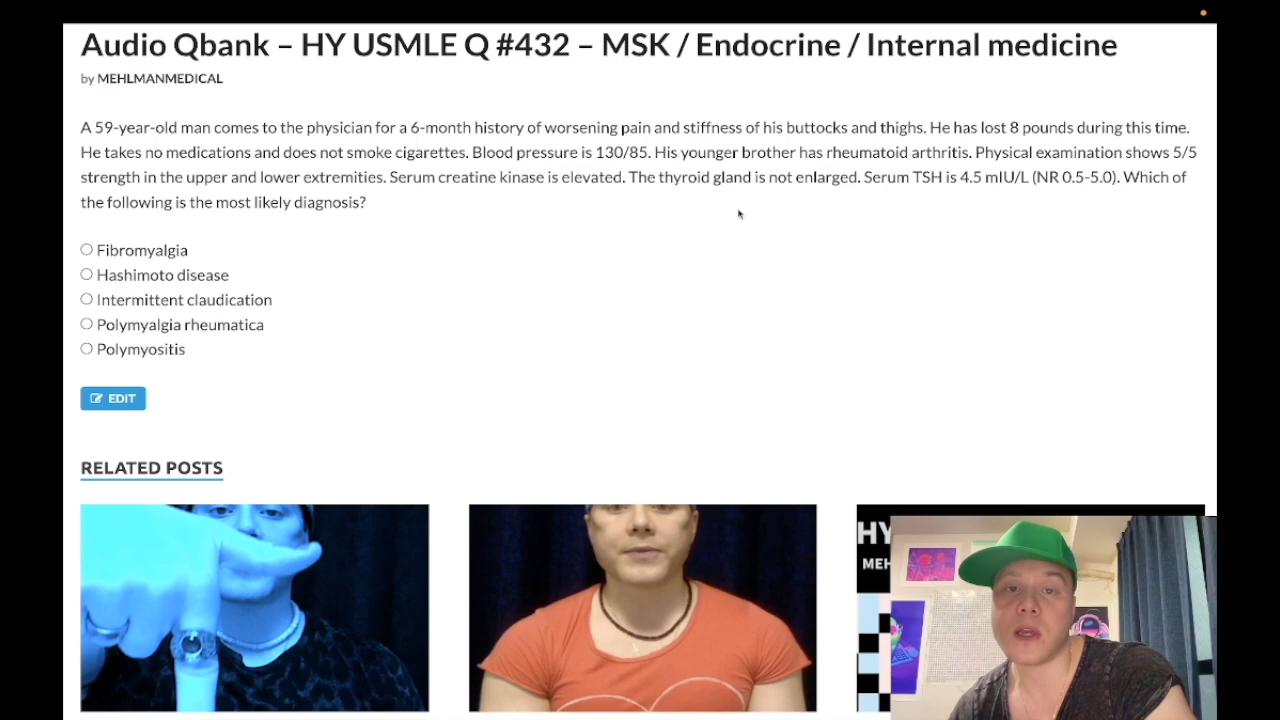 Audio Qbank – HY USMLE Q #432 – MSK / Endocrine / Internal medicine
by MEHLMANMEDICAL
A 59-year-old man comes to the physician for a 6-month history of worsening pain and stiffness of his buttocks and thighs. He has lost 8 pounds during this time.
He takes no medications and does not smoke cigarettes. Blood pressure is 130/85. His younger brother has rheumatoid arthritis. Physical examination shows 5/5
strength in the upper and lower extremities. Serum creatine kinase is elevated. The thyroid gland is not enlarged. Serum TSH is 4.5 mIU/L (NR 0.5-5.0). Which of
the following is the most likely diagnosis?
Fibromyalgia
Hashimoto disease
Intermittent claudication
Polymyalgia rheumatica
Polymyositis
EDIT
RELATED POSTS
HY
MEH